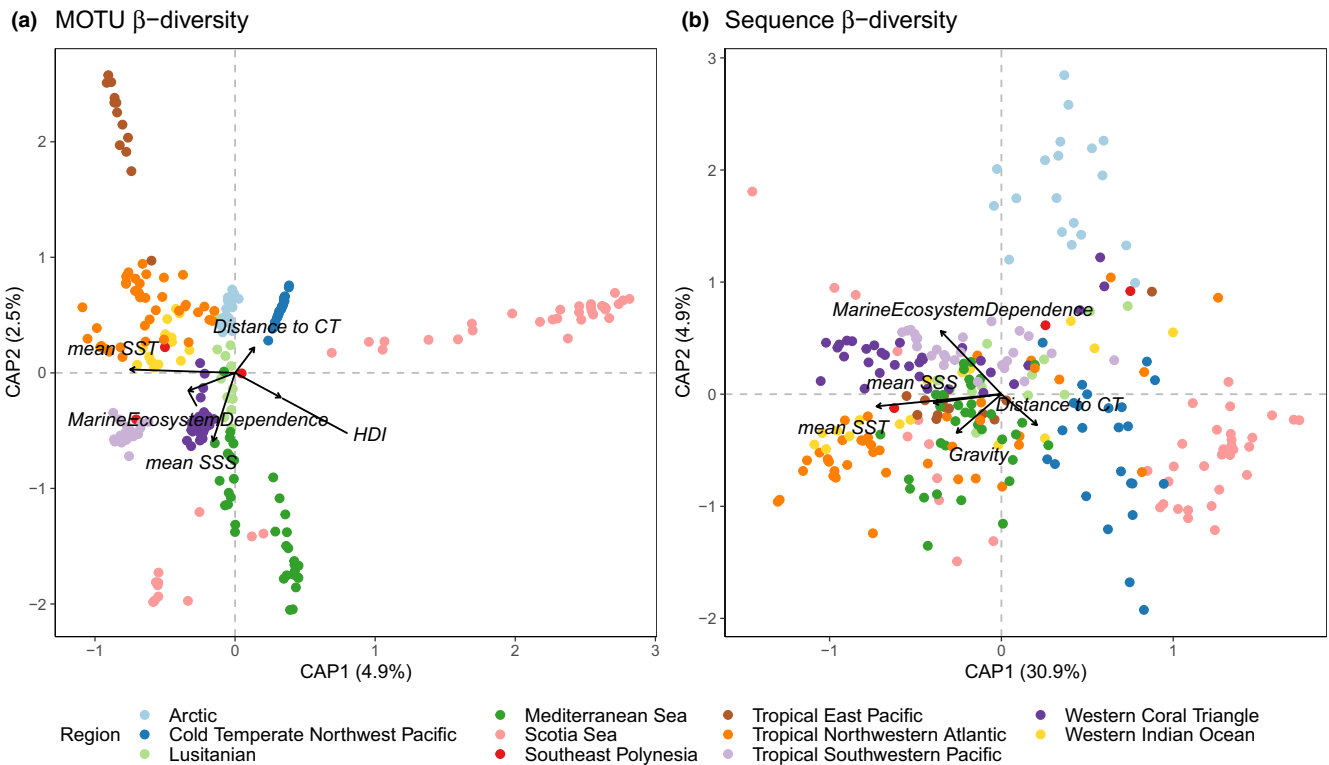 (a) MOTU β−diversity
CAP2 (2.5%)
2
1
0
−1
−2
Distance to CT
mean SST
MarineEcosystemDependence
HDI
mean SSS
−1
0
1
2
3
CAP1 (4.9%)
(b) Sequence β−diversity
CAP2 (4.9%)
3
2
1
0
−1
−2
MarineEcosystemDependence
mean SSS
Distance to CT
mean SST
Gravity
−1
0
1
CAP1 (30.9%)
Region
Arctic
Cold Temperate Northwest Pacific
Lusitanian
Mediterranean Sea
Scotia Sea
Southeast Polynesia
Tropical East Pacific
Tropical Northwestern Atlantic
Tropical Southwestern Pacific
Western Coral Triangle
Western Indian Ocean